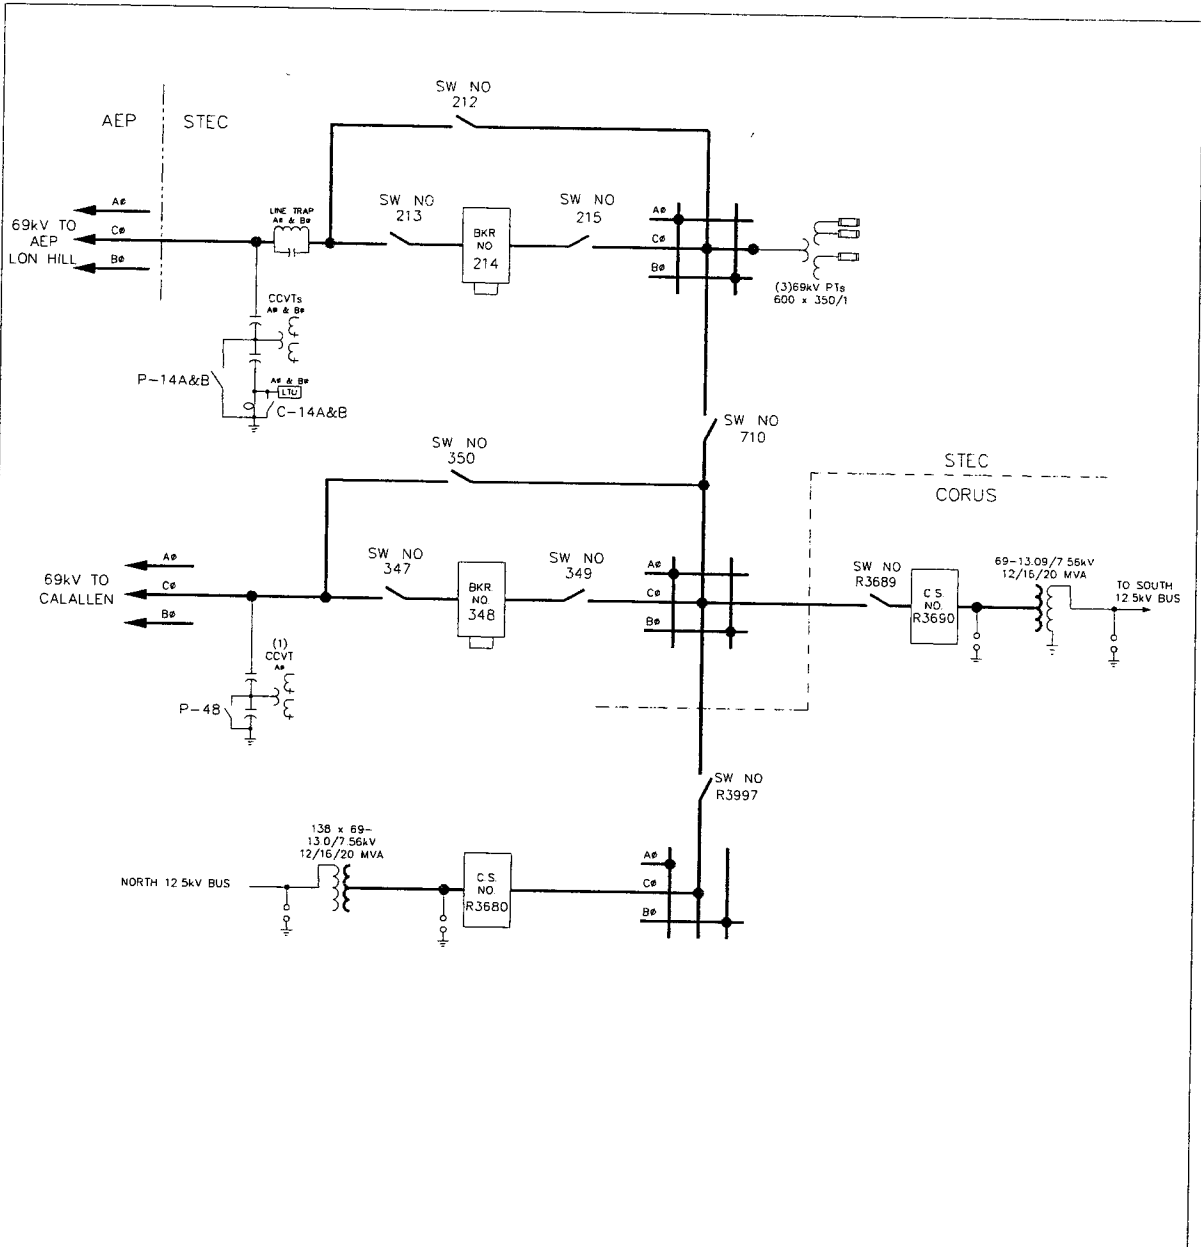 SW NO
212
AEP
STEC
AØ
CØ
BØ
69kV TO
AEP
LON HILL
LINE TRAP
AØ & BØ
SW NO
213
BKR
NO
214
SW NO
215
AØ
CØ
BØ
(3)69kV PTs
600 x 350/1
CCVTs
AØ & BØ
P-14A&B
AØ & BØ
LTU
C-14A&B
SW NO
710
SW NO
350
STEC
CORUS
AØ
CØ
BØ
69kV TO
CALALLEN
SW NO
347
BKR
NO.
348
SW NO
349
AØ
CØ
BØ
SW NO
R3689
C.S.
NO.
R3690
69-13.09/7.56kV
12/16/20 MVA
TO SOUTH
12.5kV BUS
(1)
CCVT
AØ
P-48
SW NO
R3997
138 x 69-
13.0/7.56kV
12/16/20 MVA
NORTH 12.5kV BUS
C.S.
NO.
R3680
AØ
CØ
BØ